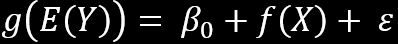 g(E(Y)) = β₀ + f(X) + ε